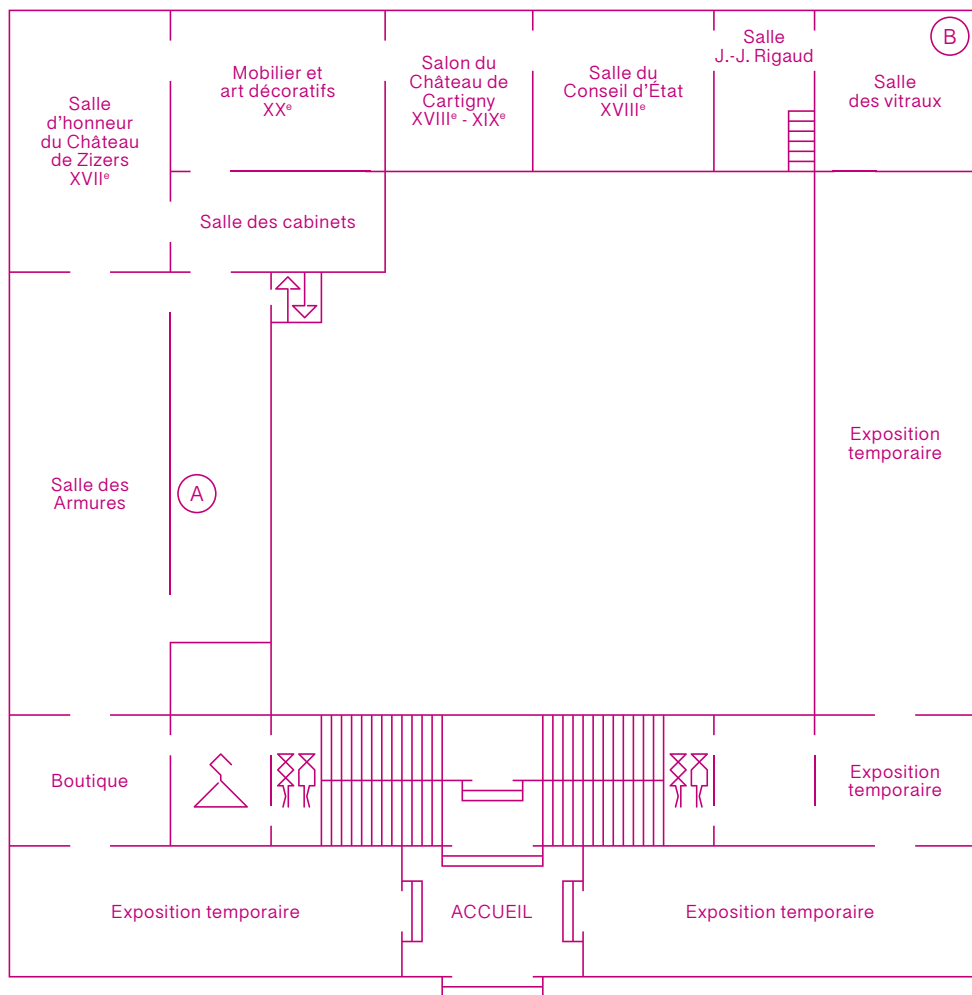 Salle
d'honneur
du Château
de Zizers
XVIIᵉ
Mobilier et
art décoratifs
XXᵉ
Salon du
Château de
Cartigny
XVIIIᵉ - XIXᵉ
Salle du
Conseil d'État
XVIIIᵉ
Salle
J.-J. Rigaud
B
Salle
des vitraux
Salle des cabinets
Salle des
Armures
A
Exposition
temporaire
Boutique
Exposition
temporaire
Exposition temporaire
ACCUEIL
Exposition temporaire